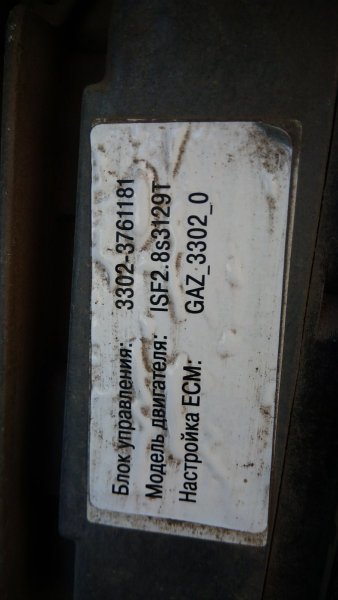 Блок управления: 3302-3761181
Модель двигателя: ISF2.8s3129T
Настройка ECM: GAZ_3302_0